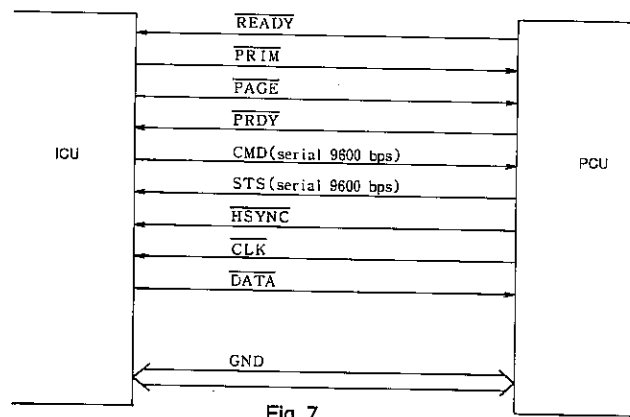 READY
PRIM
PAGE
PRDY
ICU
CMD(serial 9600 bps)
PCU
STS(serial 9600 bps)
HSYNC
CLK
DATA
GND
Fig. 7